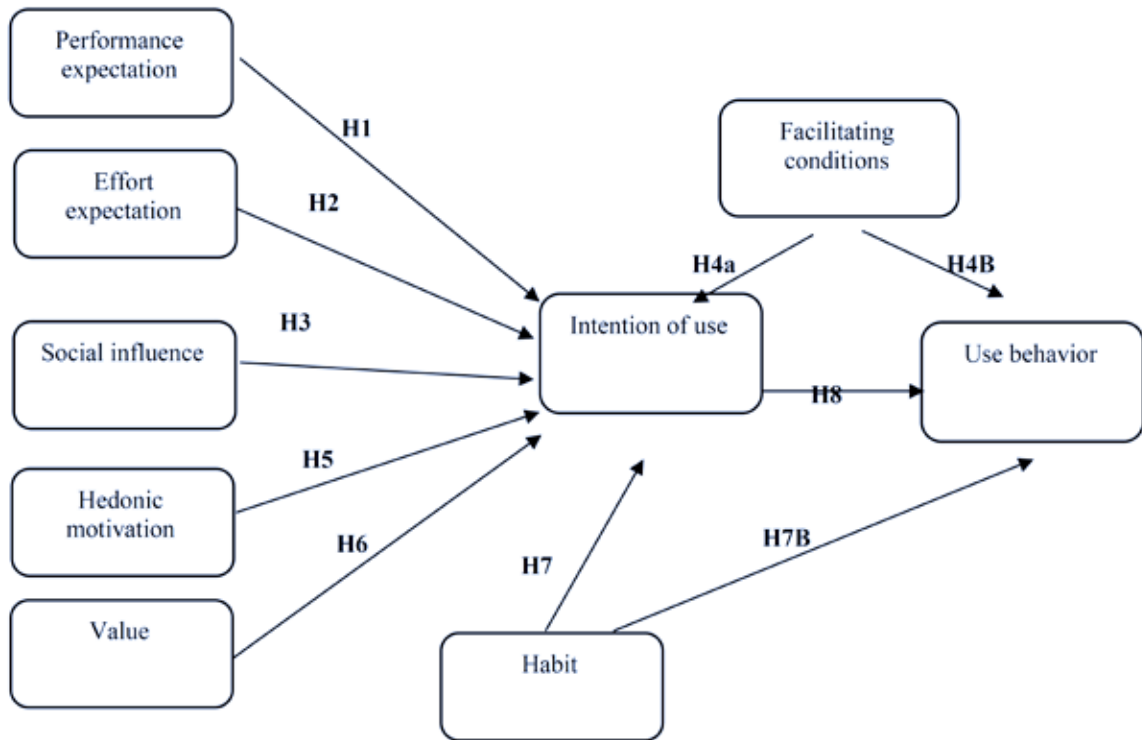 Performance
expectation
H1
Facilitating
conditions
Effort
expectation
H2
H4a
H4B
Social influence
H3
Intention of use
Use behavior
H8
Hedonic
motivation
H5
H6
H7
H7B
Value
Habit